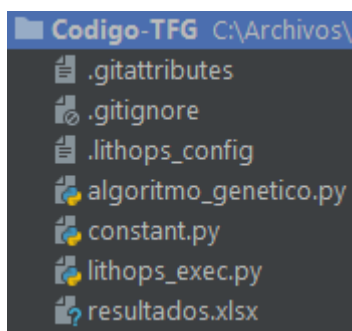 Codigo-TFG C:\Archivos\
.gitattributes
.gitignore
.lithops_config
algoritmo_genetico.py
constant.py
lithops_exec.py
resultados.xlsx